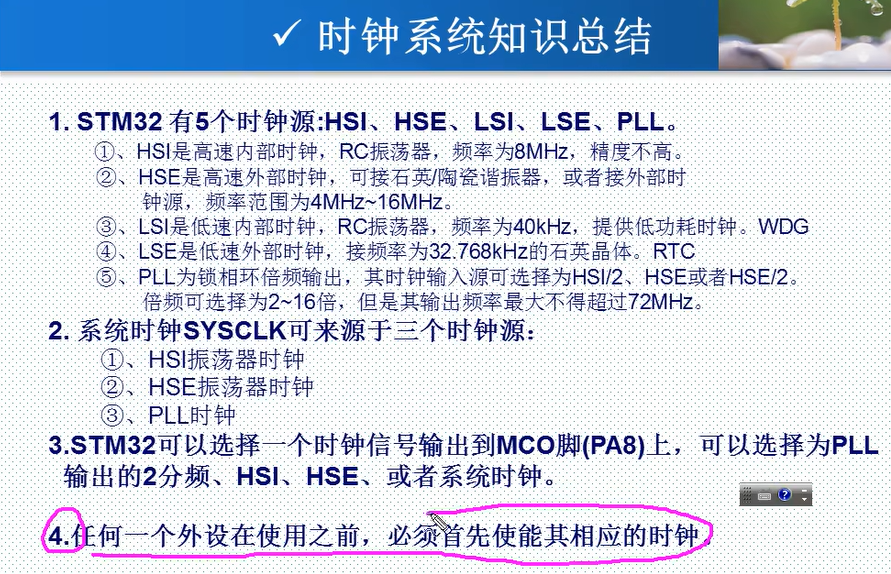 ✓ 时钟系统知识总结
1. STM32 有5个时钟源:HSI、HSE、LSI、LSE、PLL。
①、HSI是高速内部时钟，RC振荡器，频率为8MHz，精度不高。
②、HSE是高速外部时钟，可接石英/陶瓷谐振器，或者接外部时
钟源，频率范围为4MHz~16MHz。
③、LSI是低速内部时钟，RC振荡器，频率为40kHz，提供低功耗时钟。WDG
④、LSE是低速外部时钟，接频率为32.768kHz的石英晶体。RTC
⑤、PLL为锁相环倍频输出，其时钟输入源可选择为HSI/2、HSE或者HSE/2。
倍频可选择为2~16倍，但是其输出频率最大不得超过72MHz。
2. 系统时钟SYSCLK可来源于三个时钟源：
①、HSI振荡器时钟
②、HSE振荡器时钟
③、PLL时钟
3.STM32可以选择一个时钟信号输出到MCO脚(PA8)上，可以选择为PLL
输出的2分频、HSI、HSE、或者系统时钟。
4.任何一个外设在使用之前，必须首先使能其相应的时钟。